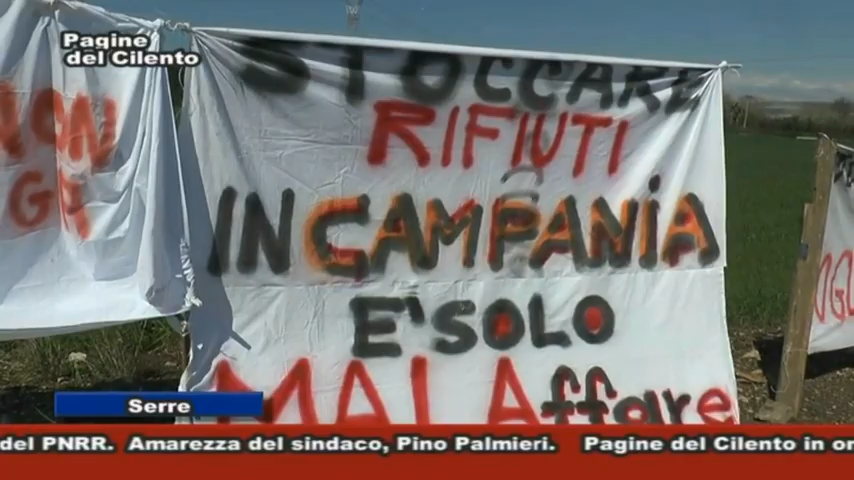 Pagine
del Cilento
NON
STOCCARE
RIFIUTI
IN CAMPANIA
E' SOLO
MALAffare
Serre
del PNRR. Amarezza del sindaco, Pino Palmieri. Pagine del Cilento in